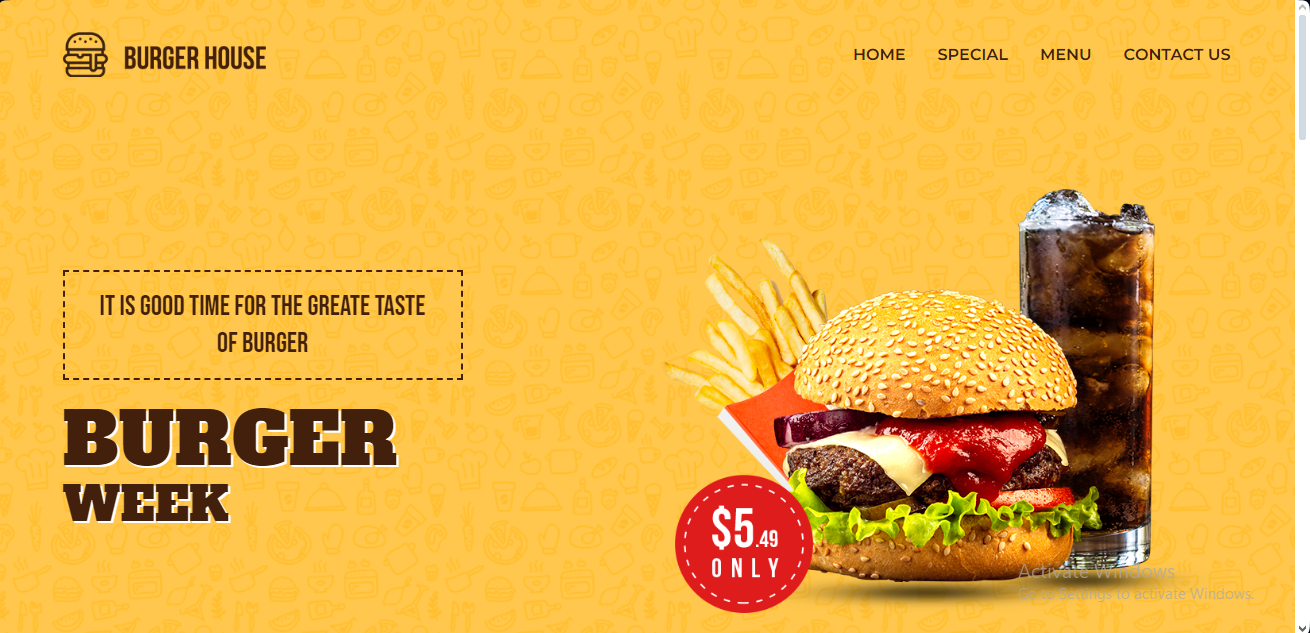 BURGER HOUSE
HOME SPECIAL MENU CONTACT US
IT IS GOOD TIME FOR THE GREATE TASTE
OF BURGER
BURGER
WEEK
$5.49
ONLY
Activate Windows
Go to Settings to activate Windows.